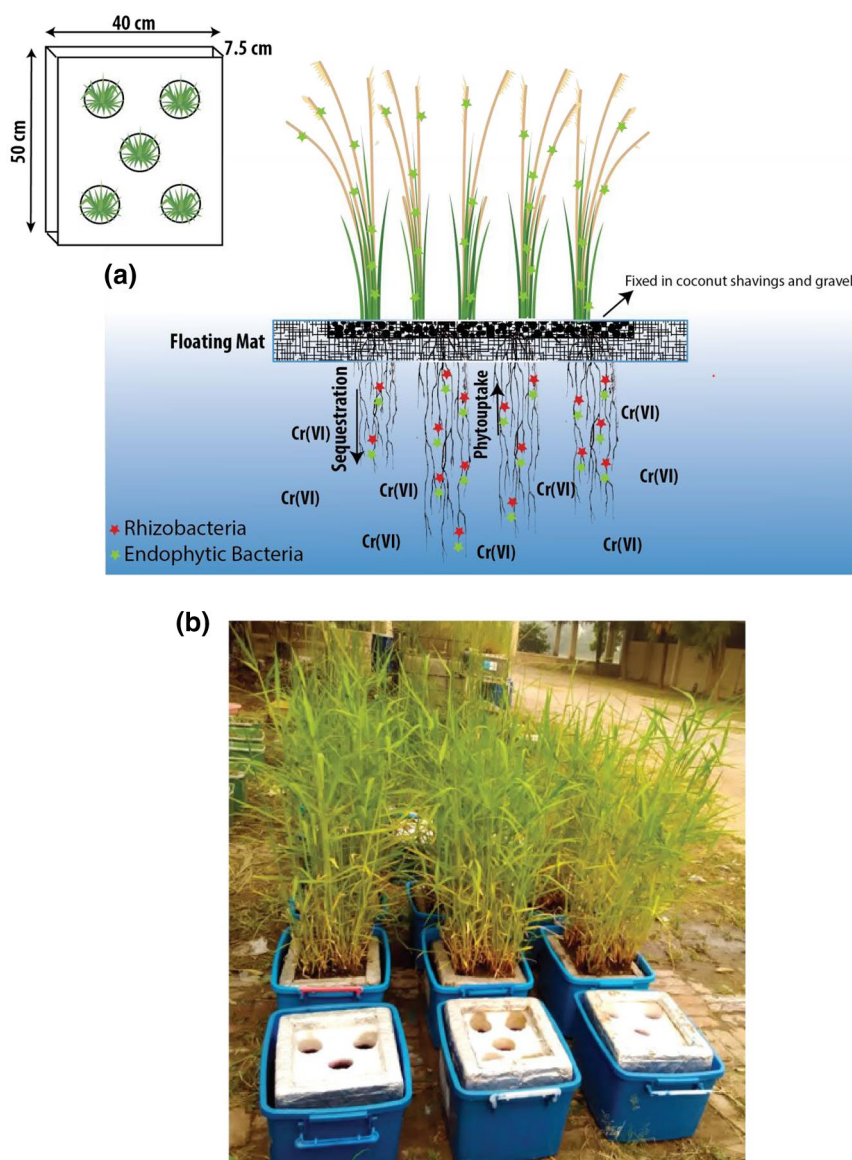 40 cm
7.5 cm
50 cm
(a)
Fixed in coconut shavings and gravel
Floating Mat
Sequestration
Phytouptake
Cr(VI)
Cr(VI)
Cr(VI)
Cr(VI)
Cr(VI)
Cr(VI)
Cr(VI)
Cr(VI)
Cr(VI)
Rhizobacteria
Endophytic Bacteria
(b)